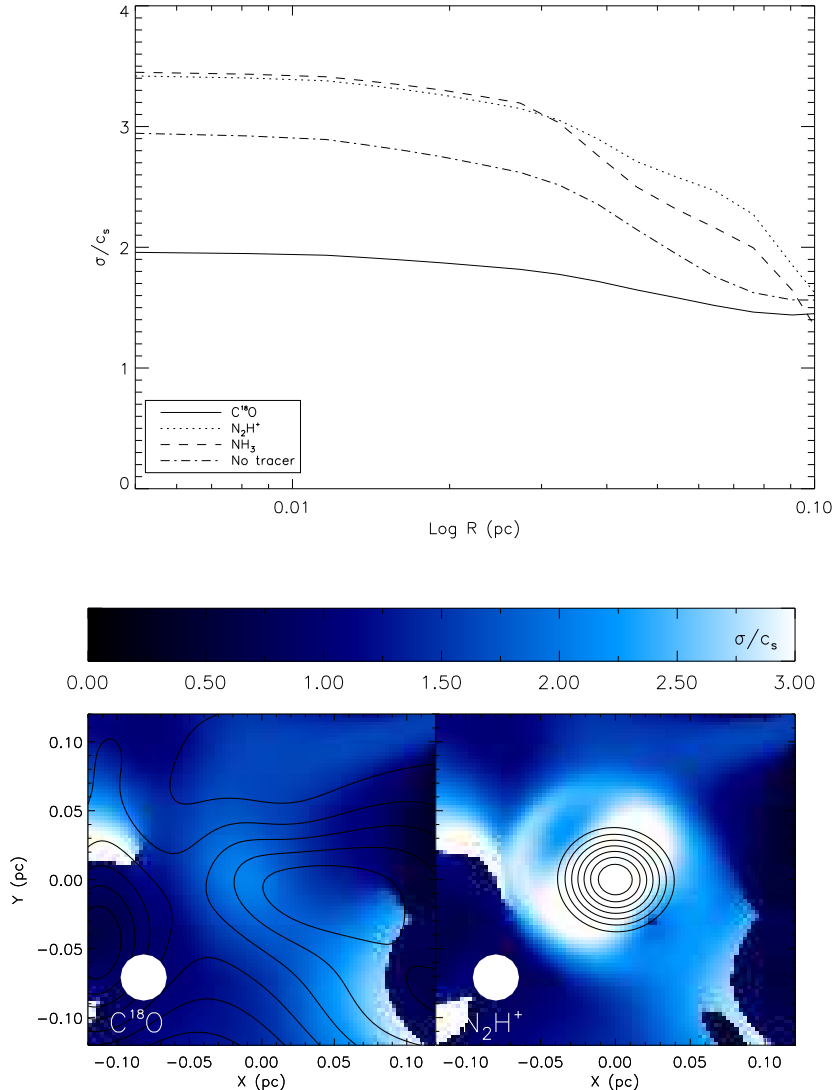 4
3
2
1
0
σ/c_s
C¹⁸O
N₂H⁺
NH₃
No tracer
0.01
0.10
Log R (pc)
σ/c_s
0.00 0.50 1.00 1.50 2.00 2.50 3.00
0.10
0.05
0.00
−0.05
−0.10
Y (pc)
C¹⁸O
N₂H⁺
−0.10 −0.05 0.00 0.05 0.10
−0.10 −0.05 0.00 0.05 0.10
X (pc)
X (pc)